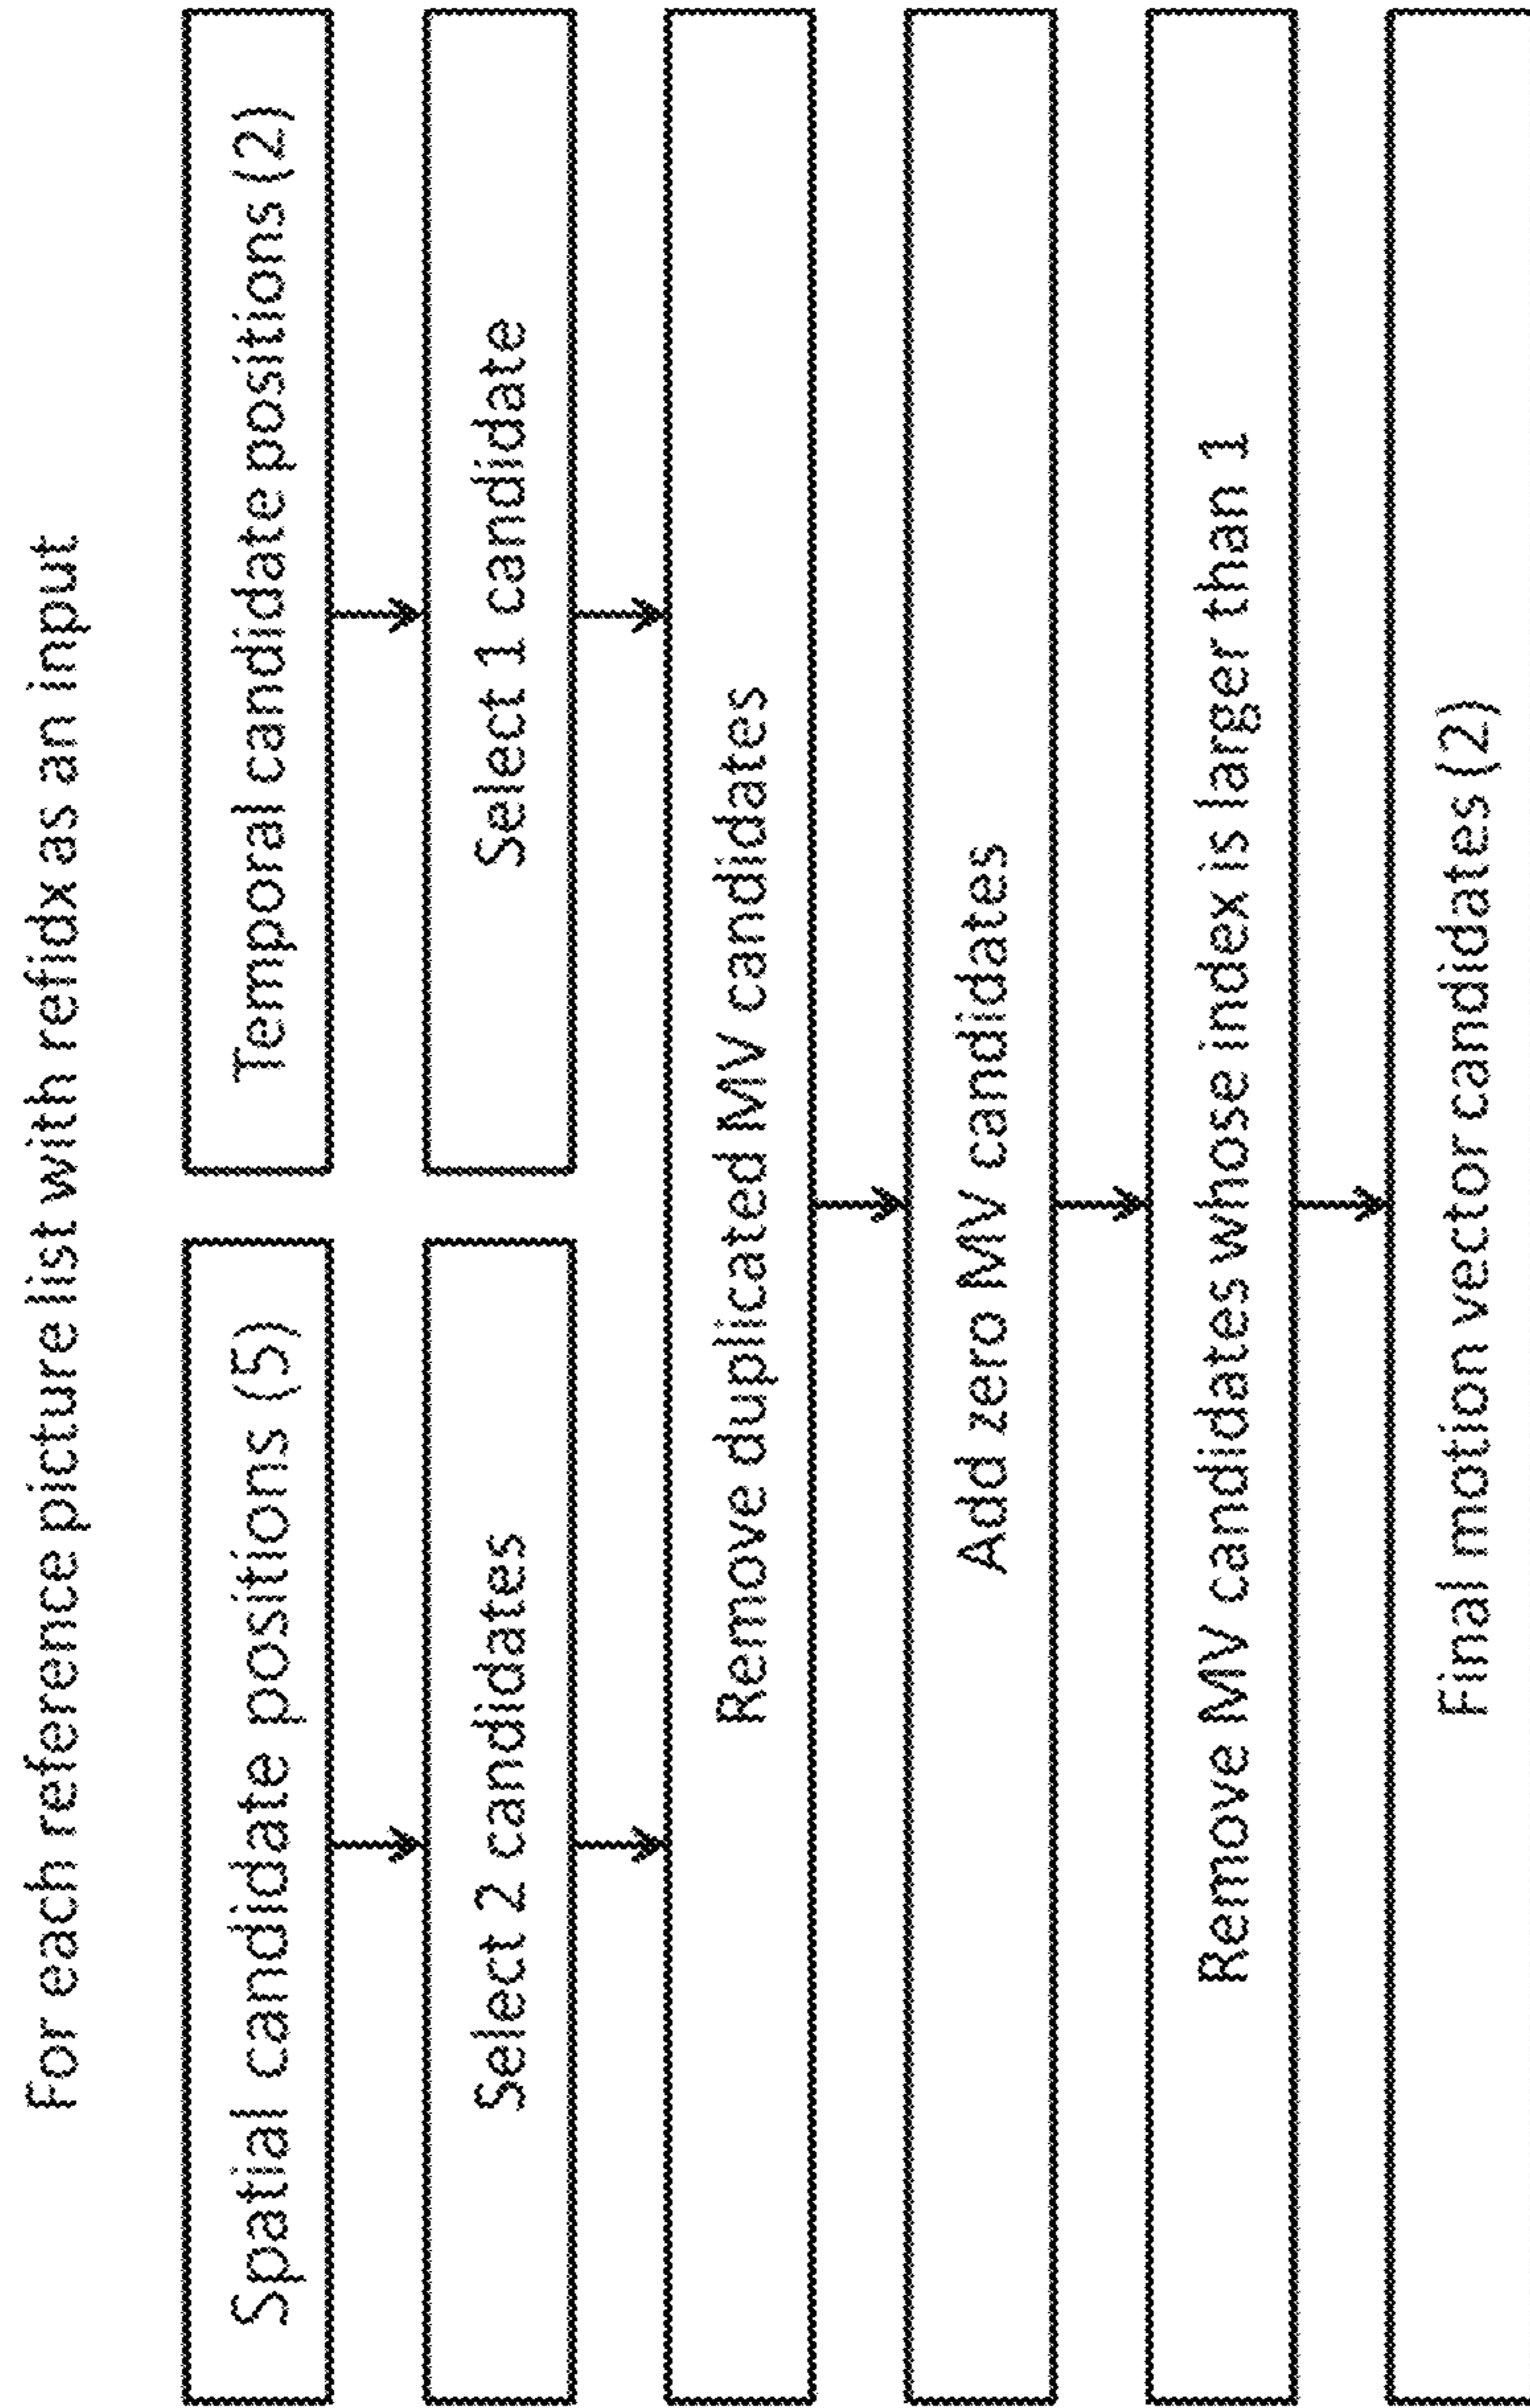 For each reference picture list with refidx as an input
Spatial candidate positions (5)
Temporal candidate positions (2)
Select 2 candidates
Select 1 candidate
Remove duplicated MV candidates
Add zero MV candidates
Remove MV candidates whose index is larger than 1
Final motion vector candidates (2)